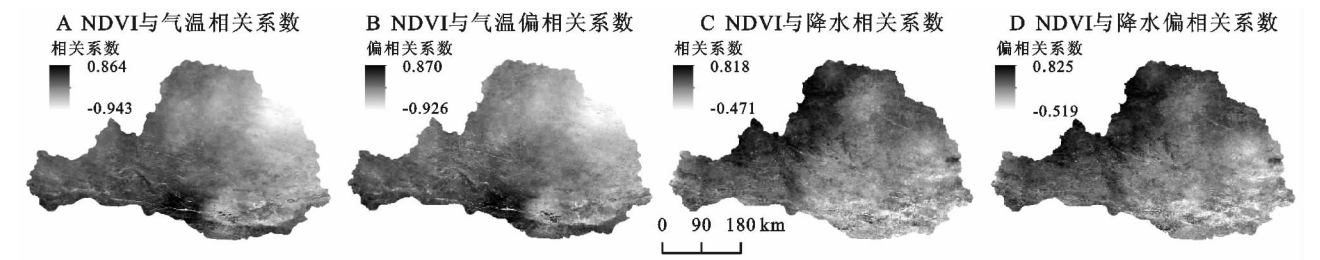 A NDVI与气温相关系数
相关系数
0.864
-0.943
B NDVI与气温偏相关系数
偏相关系数
0.870
-0.926
C NDVI与降水相关系数
相关系数
0.818
-0.471
D NDVI与降水偏相关系数
偏相关系数
0.825
-0.519
0 90 180 km